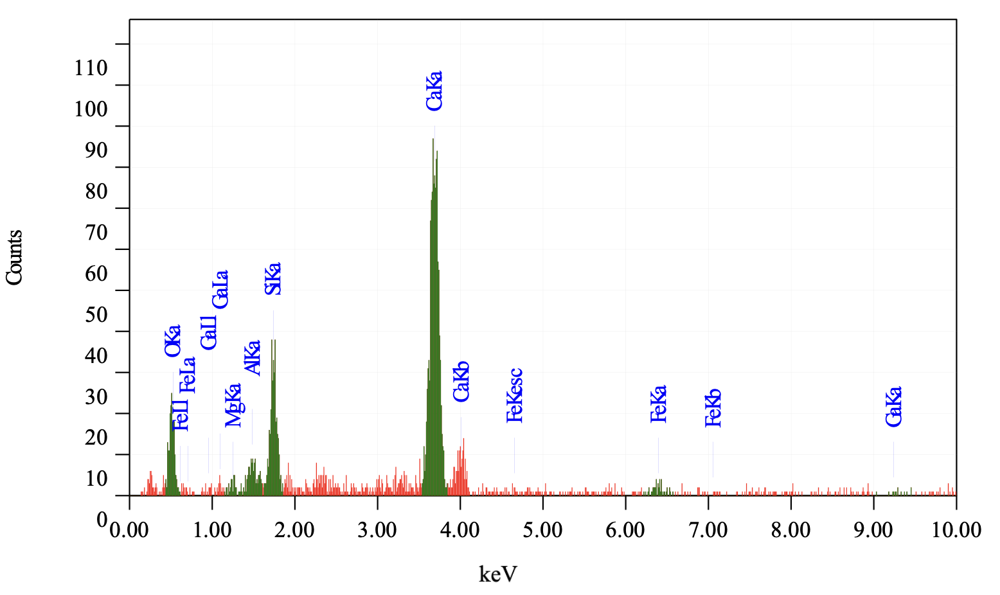 110
100
90
80
70
60
50
40
30
20
10
0
Counts
OKa
FeLl
FeLa
GaLl
GaLa
MgKa
AlKa
SiKa
CaKa
CaKb
FeKesc
FeKa
FeKb
GaKa
0.00 1.00 2.00 3.00 4.00 5.00 6.00 7.00 8.00 9.00 10.00
keV